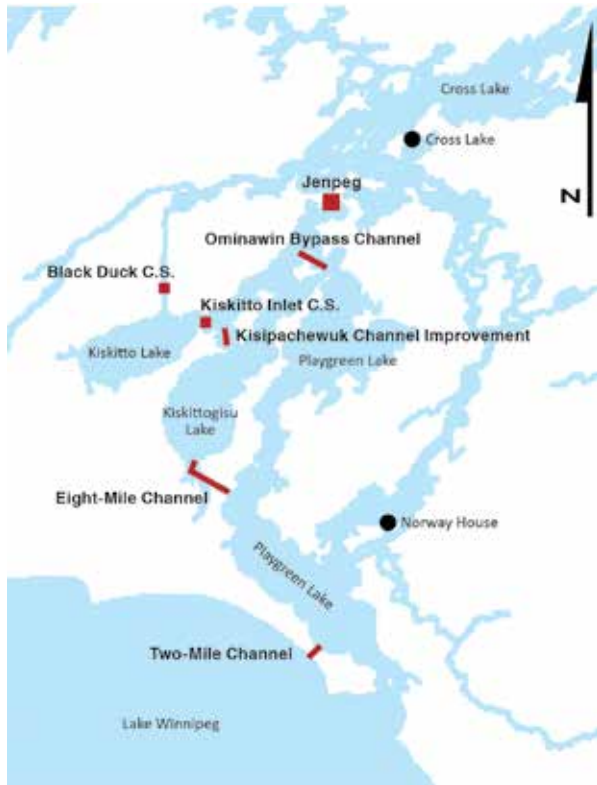 Cross Lake
Cross Lake
Jenpeg
N
Ominawin Bypass Channel
Black Duck C.S.
Kiskitto Inlet C.S.
Kisipachewuk Channel Improvement
Kiskitto Lake
Playgreen Lake
Kiskittogisu
Lake
Eight-Mile Channel
Norway House
Playgreen Lake
Two-Mile Channel
Lake Winnipeg